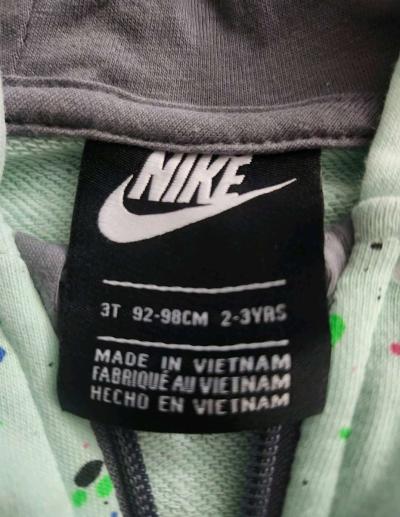 NIKE
3T 92-98CM 2-3YRS
MADE IN VIETNAM
FABRIQUÉ AU VIETNAM
HECHO EN VIETNAM